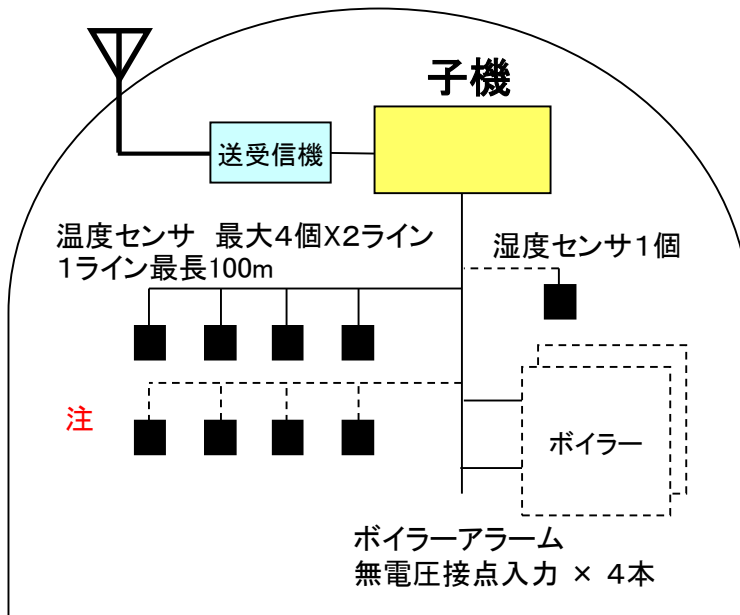 子機
送受信機
温度センサ　最大4個X2ライン
1ライン最長100m
湿度センサ1個
注
ボイラー
ボイラーアラーム
無電圧接点入力 × 4本